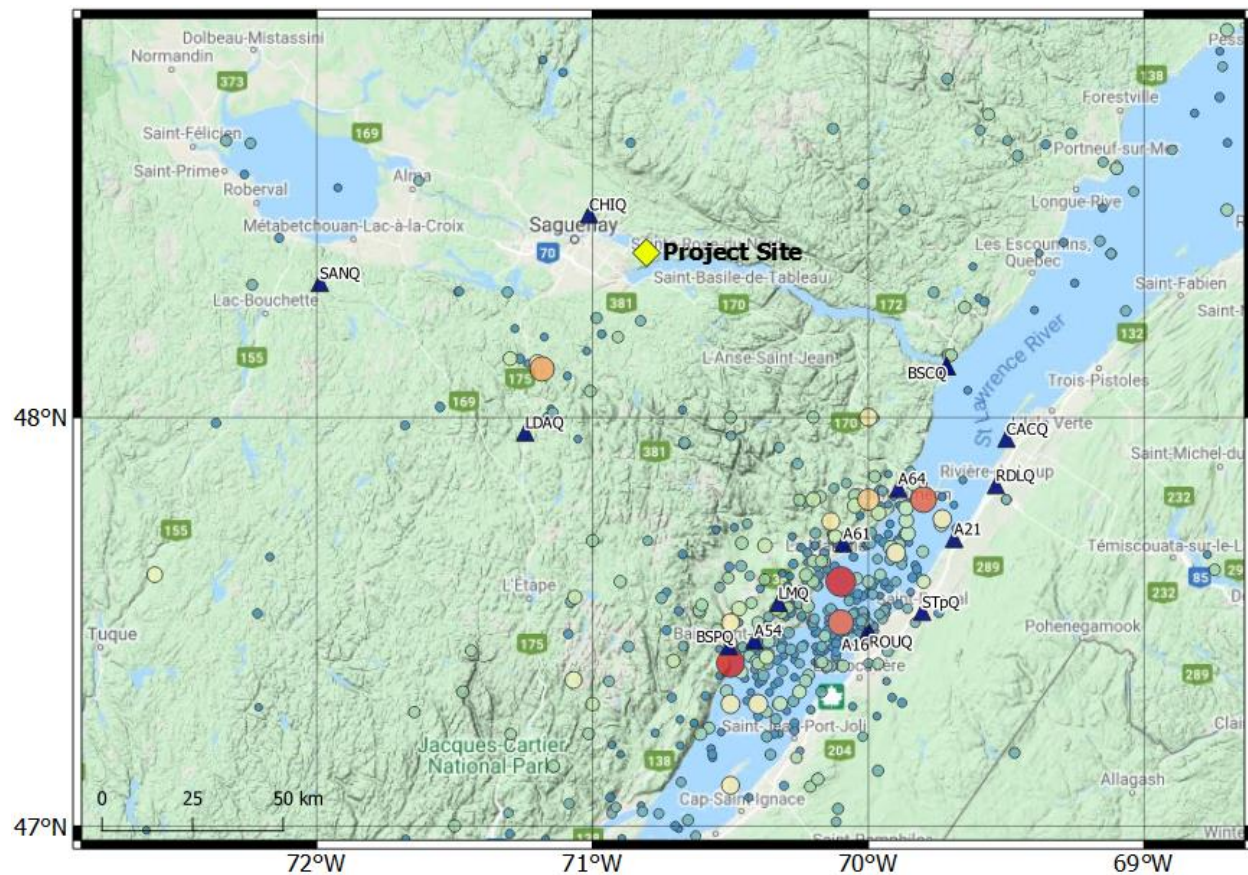 Dolbeau-Mistassini
Normandin
373
138
Forestville
Saint-Félicien
169
Portneuf-sur-Mer
Saint-Prime
Alma
Roberval
Longue-Rive
CHIQ
Métabetchouan-Lac-à-la-Croix
Saguenay
70
Project Site
Les Escoumins,
Quebec
Saint-Basile-de-Tableau
SANQ
Saint-Fabien
Lac-Bouchette
381
170
172
132
155
L'Anse-Saint-Jean
St Lawrence River
BSCQ
Trois-Pistoles
175
48°N
169
170
LDAQ
CACQ
381
Saint-Michel-du
A64
RDLQ
232
155
A61
A21
289
Témiscouata-sur-le-L
85
L'Étape
LMQ
STpQ
232
Tuque
BSPQ
A54
A16
ROUQ
Pohenegamook
175
289
Saint-Jean-Port-Joli
Jacques-Cartier
National Park
138
204
0 25 50 km
Cap-Saint-Ignace
Allagash
47°N
72°W
71°W
70°W
69°W